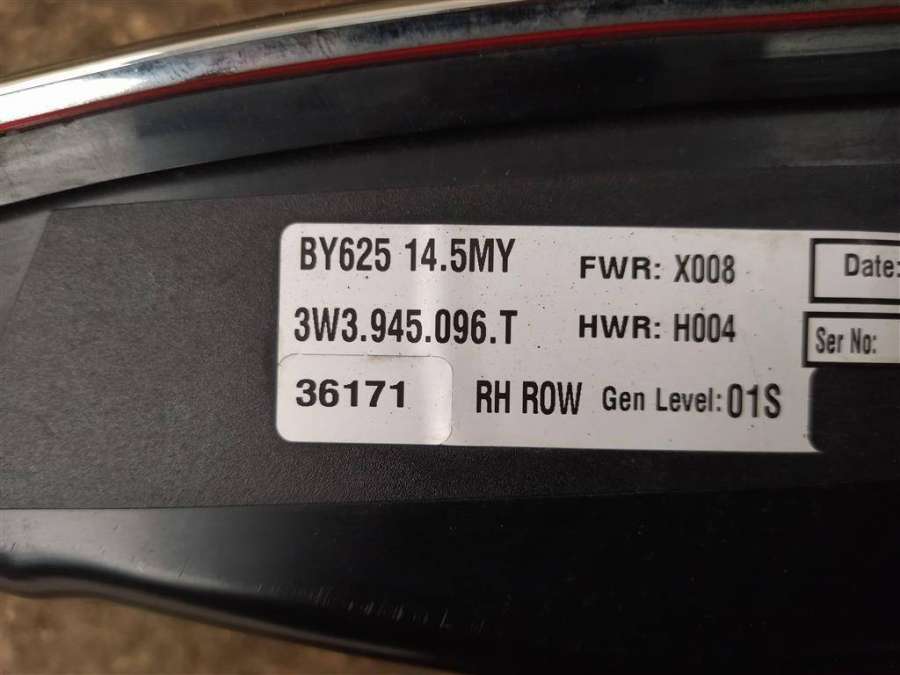 BY625 14.5MY FWR: X008 Date:
3W3.945.096.T HWR: H004 Ser No:
36171 RH ROW Gen Level: 01S